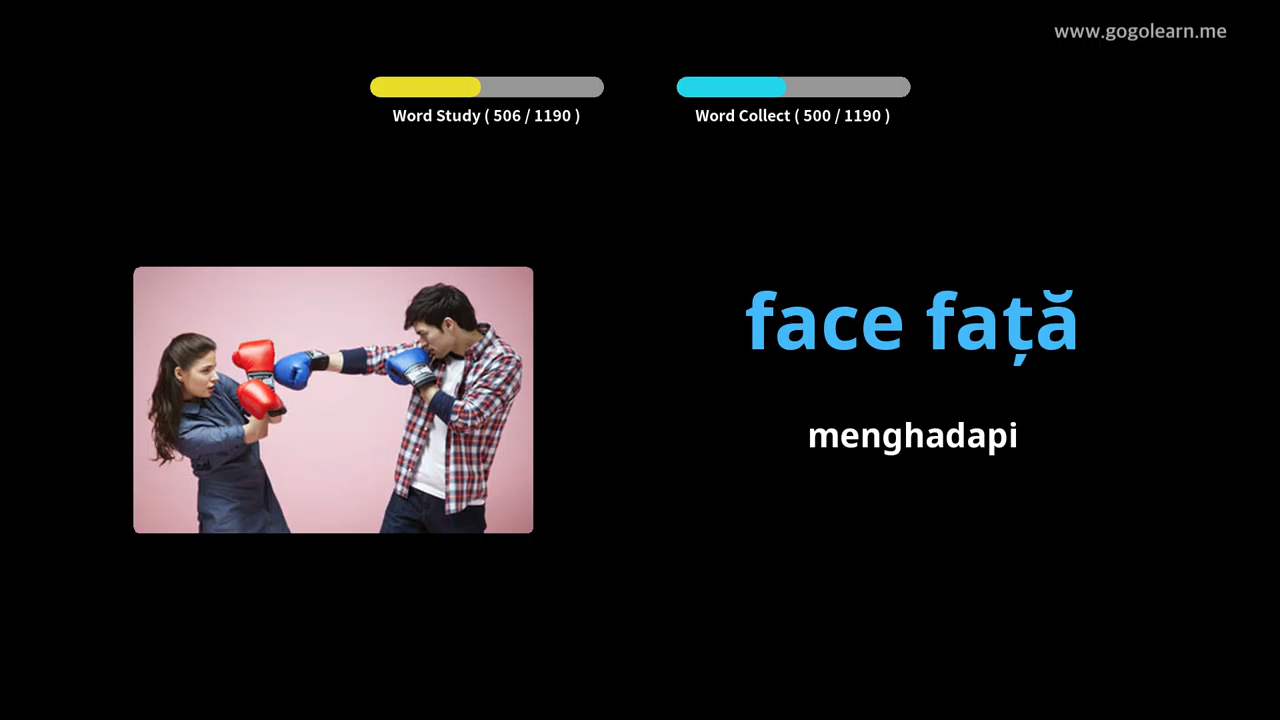 www.gogolearn.me
Word Study ( 506 / 1190 )
Word Collect ( 500 / 1190 )
face față
menghadapi